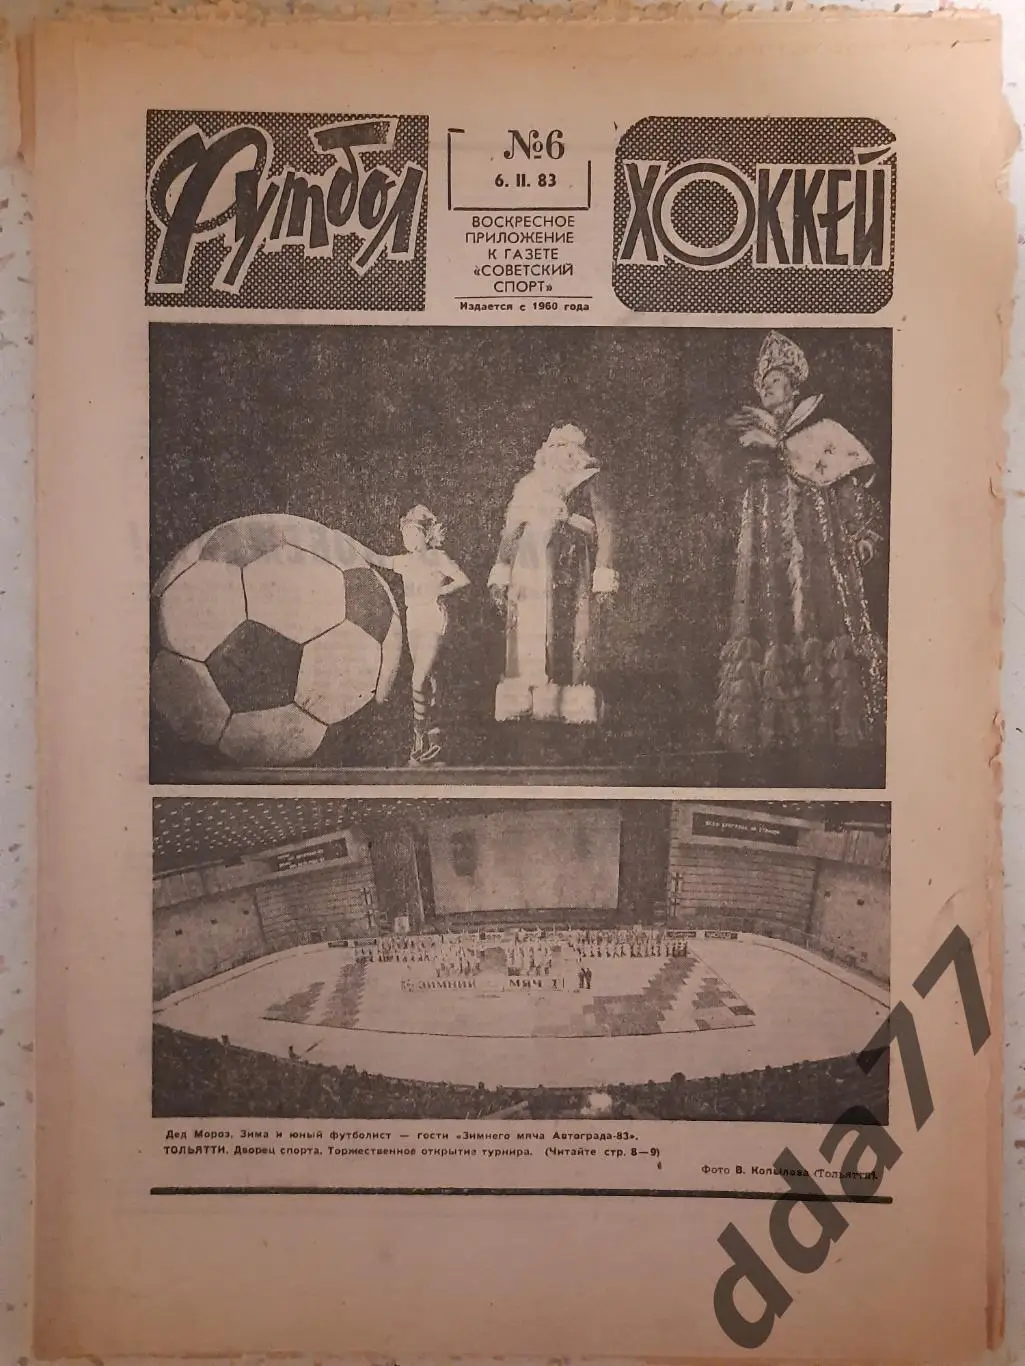 Футбол
№6
6. II. 83
ВОСКРЕСНОЕ
ПРИЛОЖЕНИЕ
К ГАЗЕТЕ
«СОВЕТСКИЙ
СПОРТ»
Издается с 1960 года
ХОККЕЙ
ЗИМНИЙ МЯЧ
Дед Мороз, Зима и юный футболист — гости «Зимнего мяча Автограда-83».
ТОЛЬЯТТИ. Дворец спорта. Торжественное открытие турнира. (Читайте стр. 8—9)
Фото В. Копылова (Тольятти).
dda77